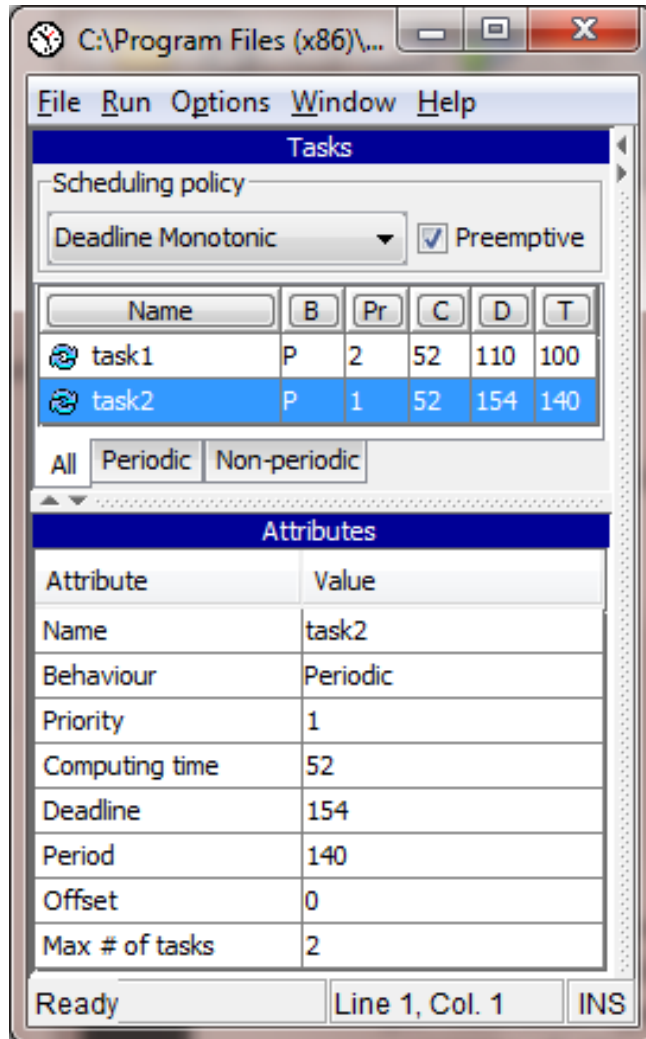 C:\Program Files (x86)\...
File Run Options Window Help
Tasks
Scheduling policy
Deadline Monotonic Preemptive
Name B Pr C D T
task1 P 2 52 110 100
task2 P 1 52 154 140
All Periodic Non-periodic
Attributes
Attribute Value
Name task2
Behaviour Periodic
Priority 1
Computing time 52
Deadline 154
Period 140
Offset 0
Max # of tasks 2
Ready Line 1, Col. 1 INS